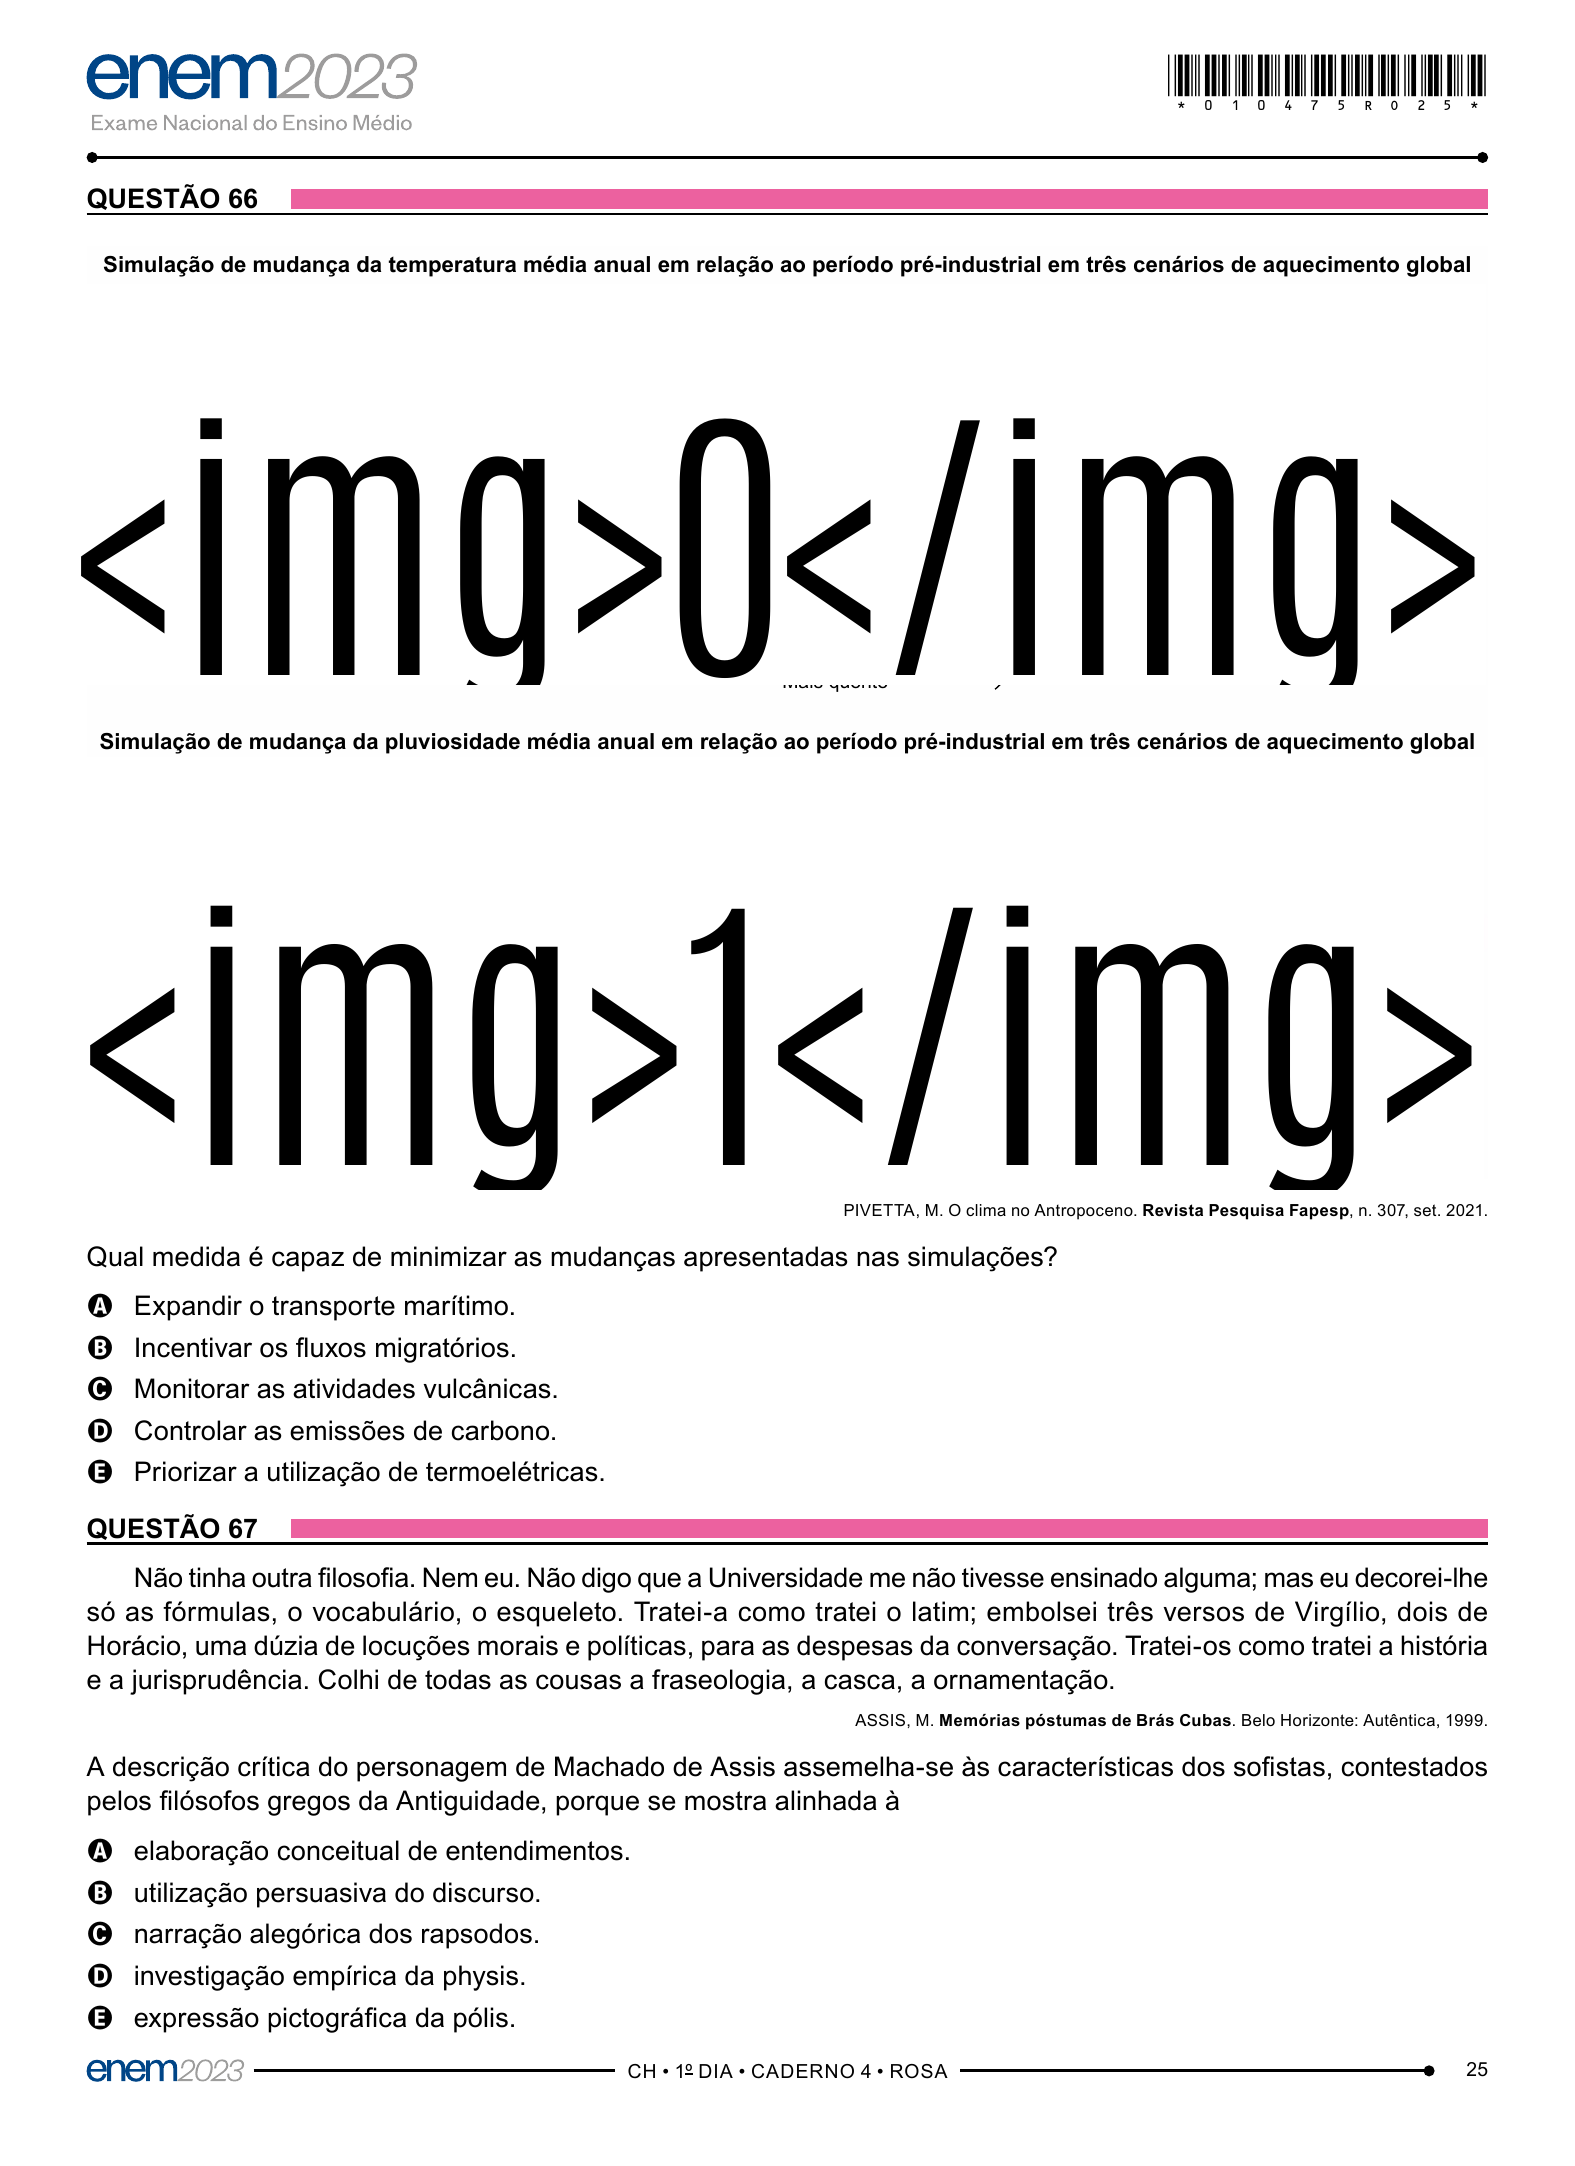 enem2023
Exame Nacional do Ensino Médio
*010475R025*
QUESTÃO 66
Simulação de mudança da temperatura média anual em relação ao período pré-industrial em três cenários de aquecimento global
<img>0</img>
Mais quente
Simulação de mudança da pluviosidade média anual em relação ao período pré-industrial em três cenários de aquecimento global
<img>1</img>
PIVETTA, M. O clima no Antropoceno. Revista Pesquisa Fapesp, n. 307, set. 2021.
Qual medida é capaz de minimizar as mudanças apresentadas nas simulações?
A Expandir o transporte marítimo.
B Incentivar os fluxos migratórios.
C Monitorar as atividades vulcânicas.
D Controlar as emissões de carbono.
E Priorizar a utilização de termoelétricas.
QUESTÃO 67
Não tinha outra filosofia. Nem eu. Não digo que a Universidade me não tivesse ensinado alguma; mas eu decorei-lhe
só as fórmulas, o vocabulário, o esqueleto. Tratei-a como tratei o latim; embolsei três versos de Virgílio, dois de
Horácio, uma dúzia de locuções morais e políticas, para as despesas da conversação. Tratei-os como tratei a história
e a jurisprudência. Colhi de todas as cousas a fraseologia, a casca, a ornamentação.
ASSIS, M. Memórias póstumas de Brás Cubas. Belo Horizonte: Autêntica, 1999.
A descrição crítica do personagem de Machado de Assis assemelha-se às características dos sofistas, contestados
pelos filósofos gregos da Antiguidade, porque se mostra alinhada à
A elaboração conceitual de entendimentos.
B utilização persuasiva do discurso.
C narração alegórica dos rapsodos.
D investigação empírica da physis.
E expressão pictográfica da pólis.
enem2023 CH • 1º DIA • CADERNO 4 • ROSA 25